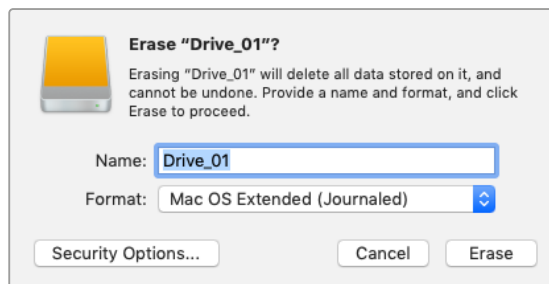 Erase “Drive_01”?
Erasing “Drive_01” will delete all data stored on it, and
cannot be undone. Provide a name and format, and click
Erase to proceed.
Name: Drive_01
Format: Mac OS Extended (Journaled)
Security Options... Cancel Erase